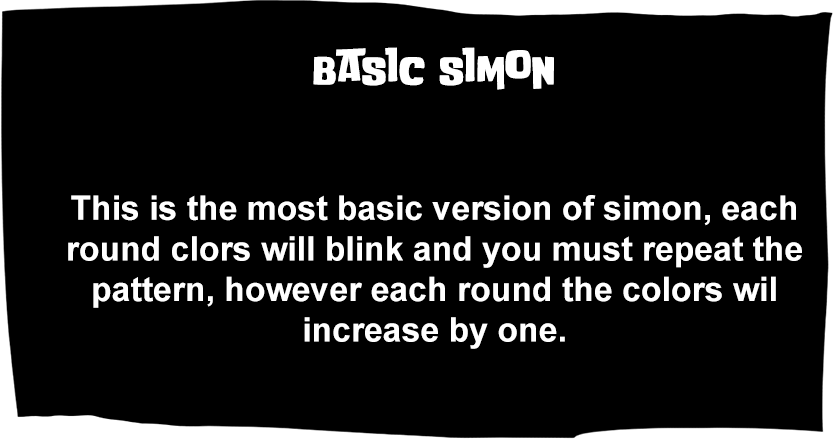 BASIC SIMON
This is the most basic version of simon, each
round clors will blink and you must repeat the
pattern, however each round the colors wil
increase by one.